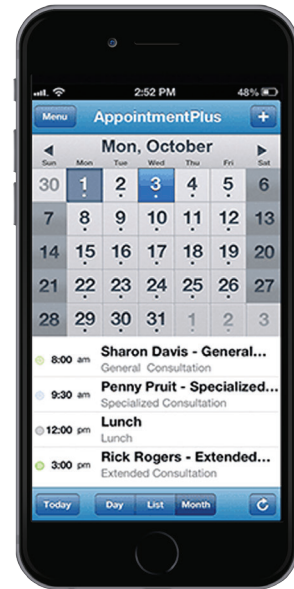 2:52 PM 48%
Menu AppointmentPlus +
Mon, October
Sun Mon Tue Wed Thu Fri Sat
30 1 2 3 4 5 6
7 8 9 10 11 12 13
14 15 16 17 18 19 20
21 22 23 24 25 26 27
28 29 30 31 1 2 3
8:00 am Sharon Davis - General...
General Consultation
9:30 am Penny Pruit - Specialized...
Specialized Consultation
12:00 pm Lunch
Lunch
3:00 pm Rick Rogers - Extended...
Extended Consultation
Today Day List Month